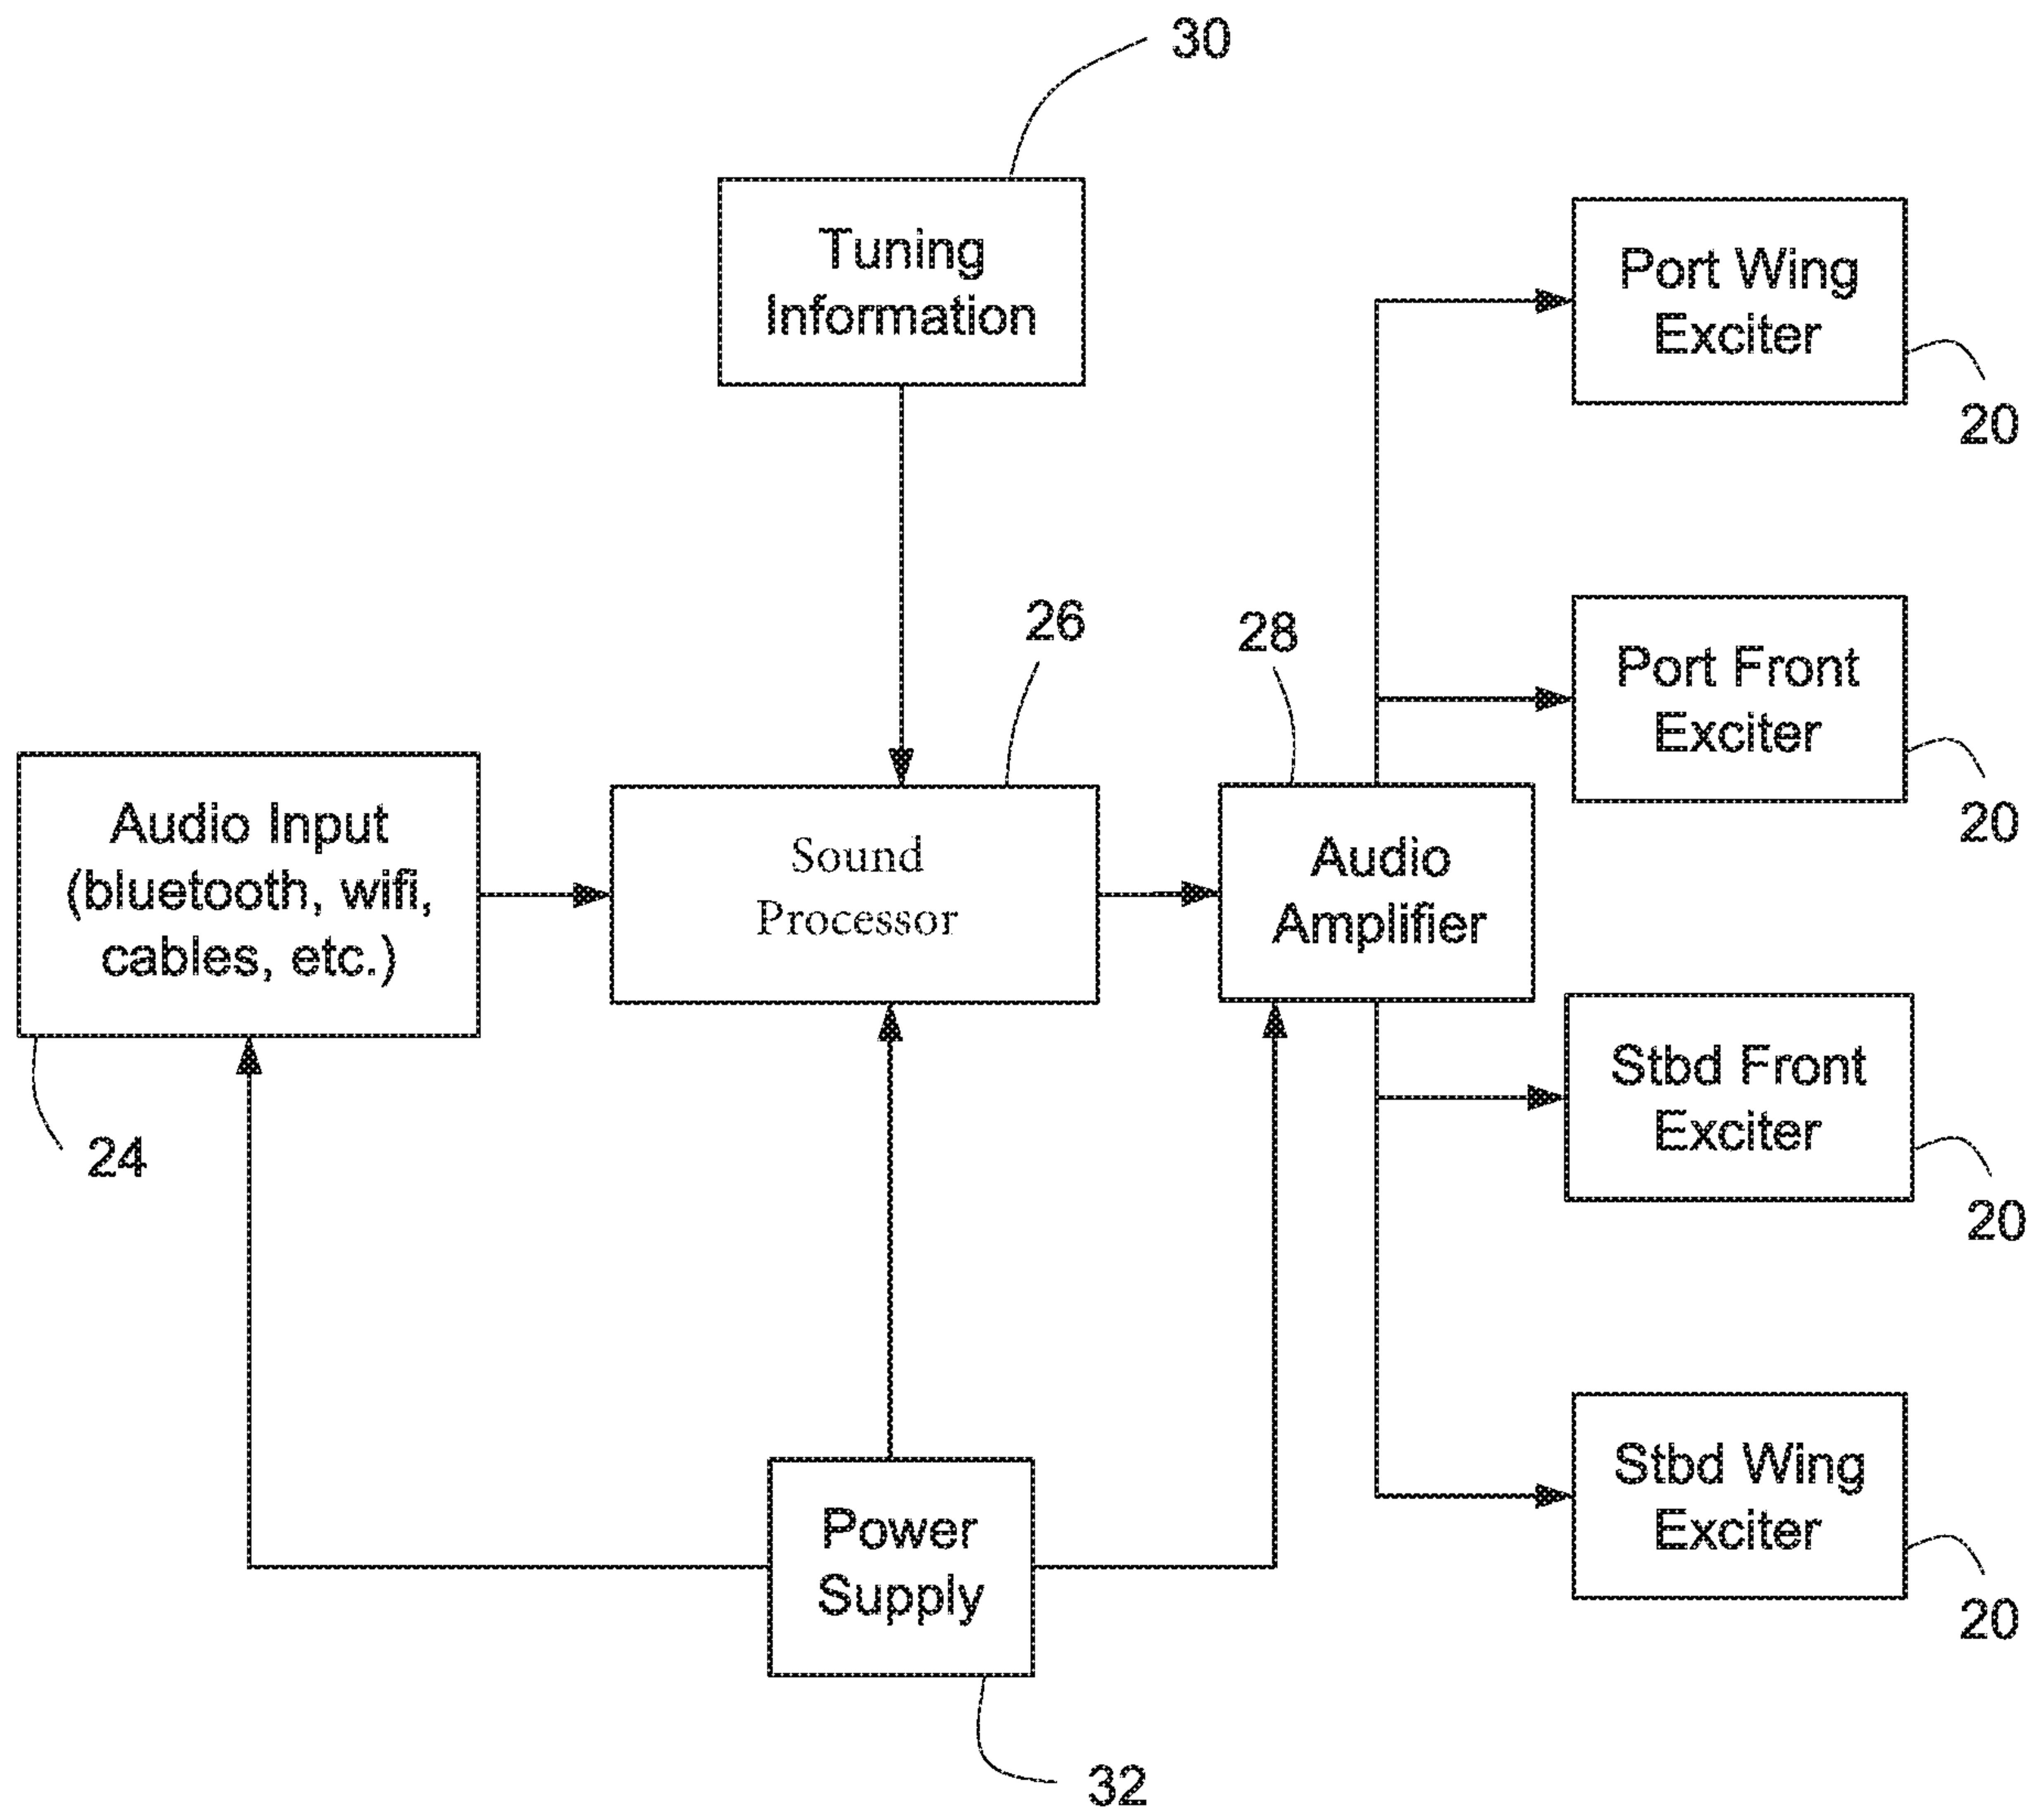 30
Tuning
Information
Port Wing
Exciter
20
26
28
Port Front
Exciter
20
Audio Input
(bluetooth, wifi,
cables, etc.)
24
Sound
Processor
Audio
Amplifier
Stbd Front
Exciter
20
Stbd Wing
Exciter
20
Power
Supply
32